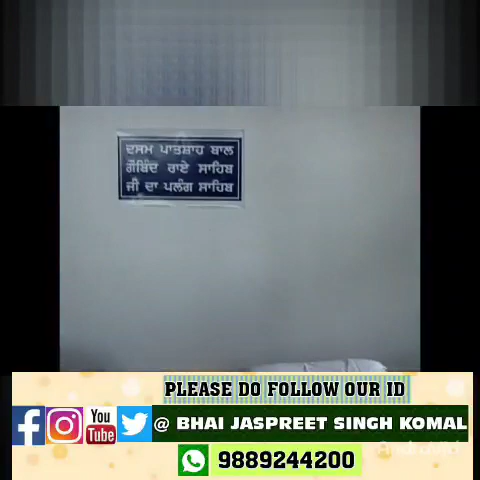 ਦਸਮ ਪਾਤਸ਼ਾਹ ਬਾਲ
ਗੋਬਿੰਦ ਰਾਏ ਸਾਹਿਬ
ਜੀ ਦਾ ਪਲੰਗ ਸਾਹਿਬ
PLEASE DO FOLLOW OUR ID
You
Tube
@ BHAI JASPREET SINGH KOMAL
9889244200